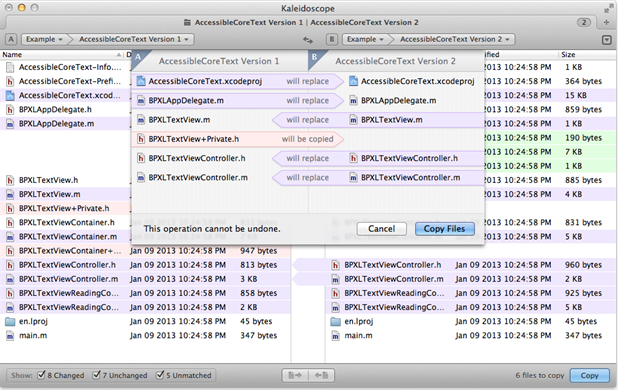 Kaleidoscope
AccessibleCoreText Version 1 | AccessibleCoreText Version 2
2
A Example AccessibleCoreText Version 1
B Example AccessibleCoreText Version 2
Name
Size
AccessibleCoreText-Info....
2013 10:24:58 PM 1 KB
AccessibleCoreText-Prefi...
2013 10:24:58 PM 364 bytes
AccessibleCoreText.xcod...
2013 10:24:58 PM 15 KB
BPXLAppDelegate.h
2013 10:24:58 PM 859 bytes
BPXLAppDelegate.m
2013 10:24:58 PM 1 KB
2013 10:24:58 PM 190 bytes
2013 10:24:58 PM 7 KB
2013 10:24:58 PM 1 KB
BPXLTextView.h
2013 10:24:58 PM 885 bytes
BPXLTextView.m
2013 10:24:58 PM 4 KB
BPXLTextView+Private.h
BPXLTextViewContainer.h
2013 10:24:58 PM 831 bytes
BPXLTextViewContainer.m
2013 10:24:58 PM 5 KB
A AccessibleCoreText Version 1
B AccessibleCoreText Version 2
AccessibleCoreText.xcodeproj will replace AccessibleCoreText.xcodeproj
BPXLAppDelegate.m will replace BPXLAppDelegate.m
BPXLTextView.m will replace BPXLTextView.m
BPXLTextView+Private.h will be copied
BPXLTextViewController.h will replace BPXLTextViewController.h
BPXLTextViewController.m will replace BPXLTextViewController.m
This operation cannot be undone.
Cancel
Copy Files
BPXLTextViewContainer+... Jan 09 2013 10:24:58 PM 947 bytes
BPXLTextViewController.h Jan 09 2013 10:24:58 PM 813 bytes
BPXLTextViewController.h Jan 09 2013 10:24:58 PM 960 bytes
BPXLTextViewController.m Jan 09 2013 10:24:58 PM 3 KB
BPXLTextViewController.m Jan 09 2013 10:24:58 PM 2 KB
BPXLTextViewReadingCo... Jan 09 2013 10:24:58 PM 858 bytes
BPXLTextViewReadingCo... Jan 09 2013 10:24:58 PM 925 bytes
BPXLTextViewReadingCo... Jan 09 2013 10:24:58 PM 2 KB
BPXLTextViewReadingCo... Jan 09 2013 10:24:58 PM 5 KB
en.lproj Jan 09 2013 10:24:58 PM 45 bytes
en.lproj Jan 09 2013 10:24:58 PM 45 bytes
main.m Jan 09 2013 10:24:58 PM 347 bytes
main.m Jan 09 2013 10:24:58 PM 347 bytes
Show: 8 Changed 7 Unchanged 5 Unmatched
6 files to copy
Copy